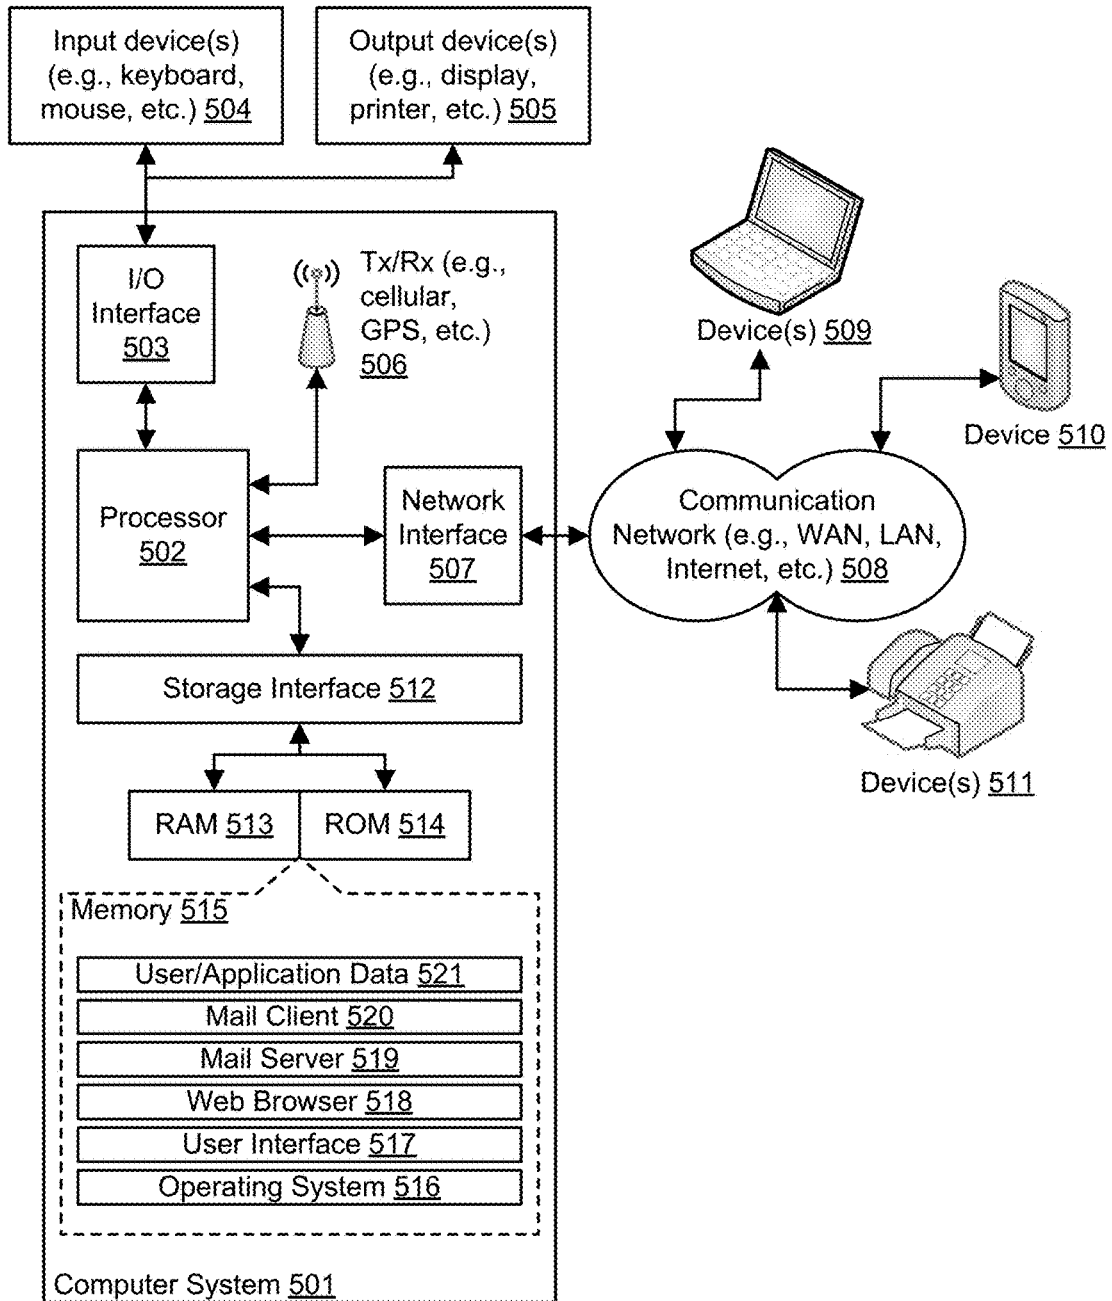 Input device(s)
(e.g., keyboard,
mouse, etc.) 504
Output device(s)
(e.g., display,
printer, etc.) 505
I/O
Interface
503
Tx/Rx (e.g.,
cellular,
GPS, etc.)
506
Device(s) 509
Device 510
Processor
502
Network
Interface
507
Communication
Network (e.g., WAN, LAN,
Internet, etc.) 508
Storage Interface 512
Device(s) 511
RAM 513
ROM 514
Memory 515
User/Application Data 521
Mail Client 520
Mail Server 519
Web Browser 518
User Interface 517
Operating System 516
Computer System 501